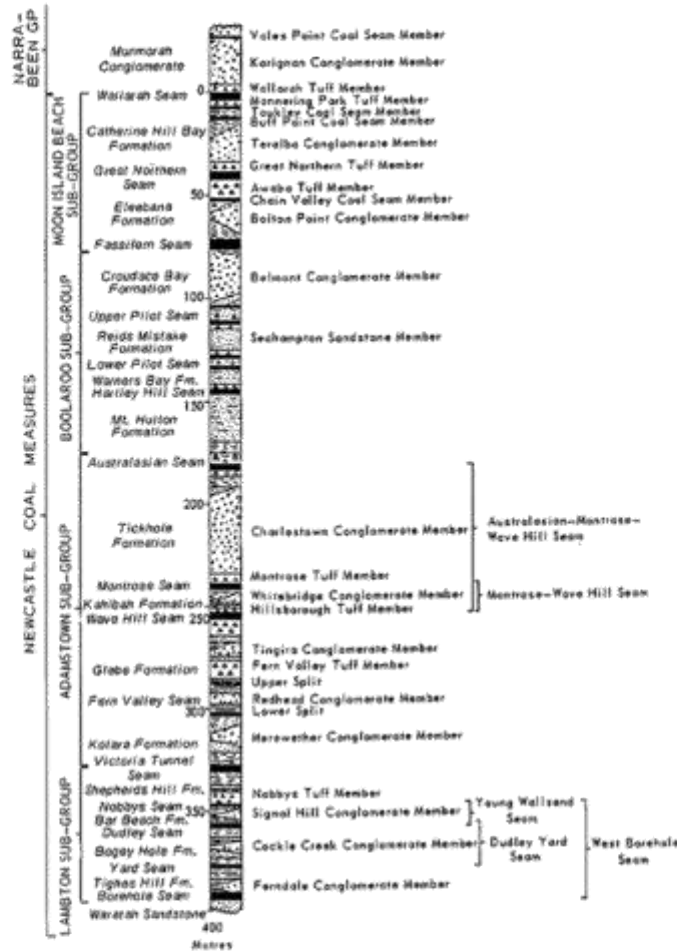 NARRA-
BEEN GP
MOON ISLAND BEACH
SUB-GROUP
BOOLAROO SUB-GROUP
NEWCASTLE COAL MEASURES
ADAMSTOWN SUB-GROUP
LAMBTON SUB-GROUP
Munmorah
Conglomerate
Wallarah Seam
Catherine Hill Bay
Formation
Great Northern
Seam
Eleebana
Formation
Fassifern Seam
Croudace Bay
Formation
Upper Pilot Seam
Reids Mistake
Formation
Lower Pilot Seam
Warners Bay Fm.
Hartley Hill Seam
Mt. Hutton
Formation
Australasian Seam
Tickhole
Formation
Montrose Seam
Kahibah Formation
Wave Hill Seam
Glebe Formation
Fern Valley Seam
Kotara Formation
Victoria Tunnel
Seam
Shepherds Hill Fm.
Nobbys Seam
Bar Beach Fm.
Dudley Seam
Bogey Hole Fm.
Yard Seam
Tighes Hill Fm.
Borehole Seam
Waratah Sandstone
0
50
100
150
200
250
300
350
400
Metres
Vales Point Coal Seam Member
Karignan Conglomerate Member
Wallarah Tuff Member
Mannering Park Tuff Member
Toukley Coal Seam Member
Buff Point Coal Seam Member
Teralba Conglomerate Member
Great Northern Tuff Member
Awaba Tuff Member
Chain Valley Coal Seam Member
Bolton Point Conglomerate Member
Belmont Conglomerate Member
Seahampton Sandstone Member
Charlestown Conglomerate Member
Montrose Tuff Member
Whitebridge Conglomerate Member
Hillsborough Tuff Member
Tingira Conglomerate Member
Fern Valley Tuff Member
Upper Split
Redhead Conglomerate Member
Lower Split
Merewether Conglomerate Member
Nobbys Tuff Member
Signal Hill Conglomerate Member
Cockle Creek Conglomerate Member
Ferndale Conglomerate Member
Australasian-Montrose-
Wave Hill Seam
Montrose-Wave Hill Seam
Young Wallsend
Seam
Dudley Yard
Seam
West Borehole
Seam